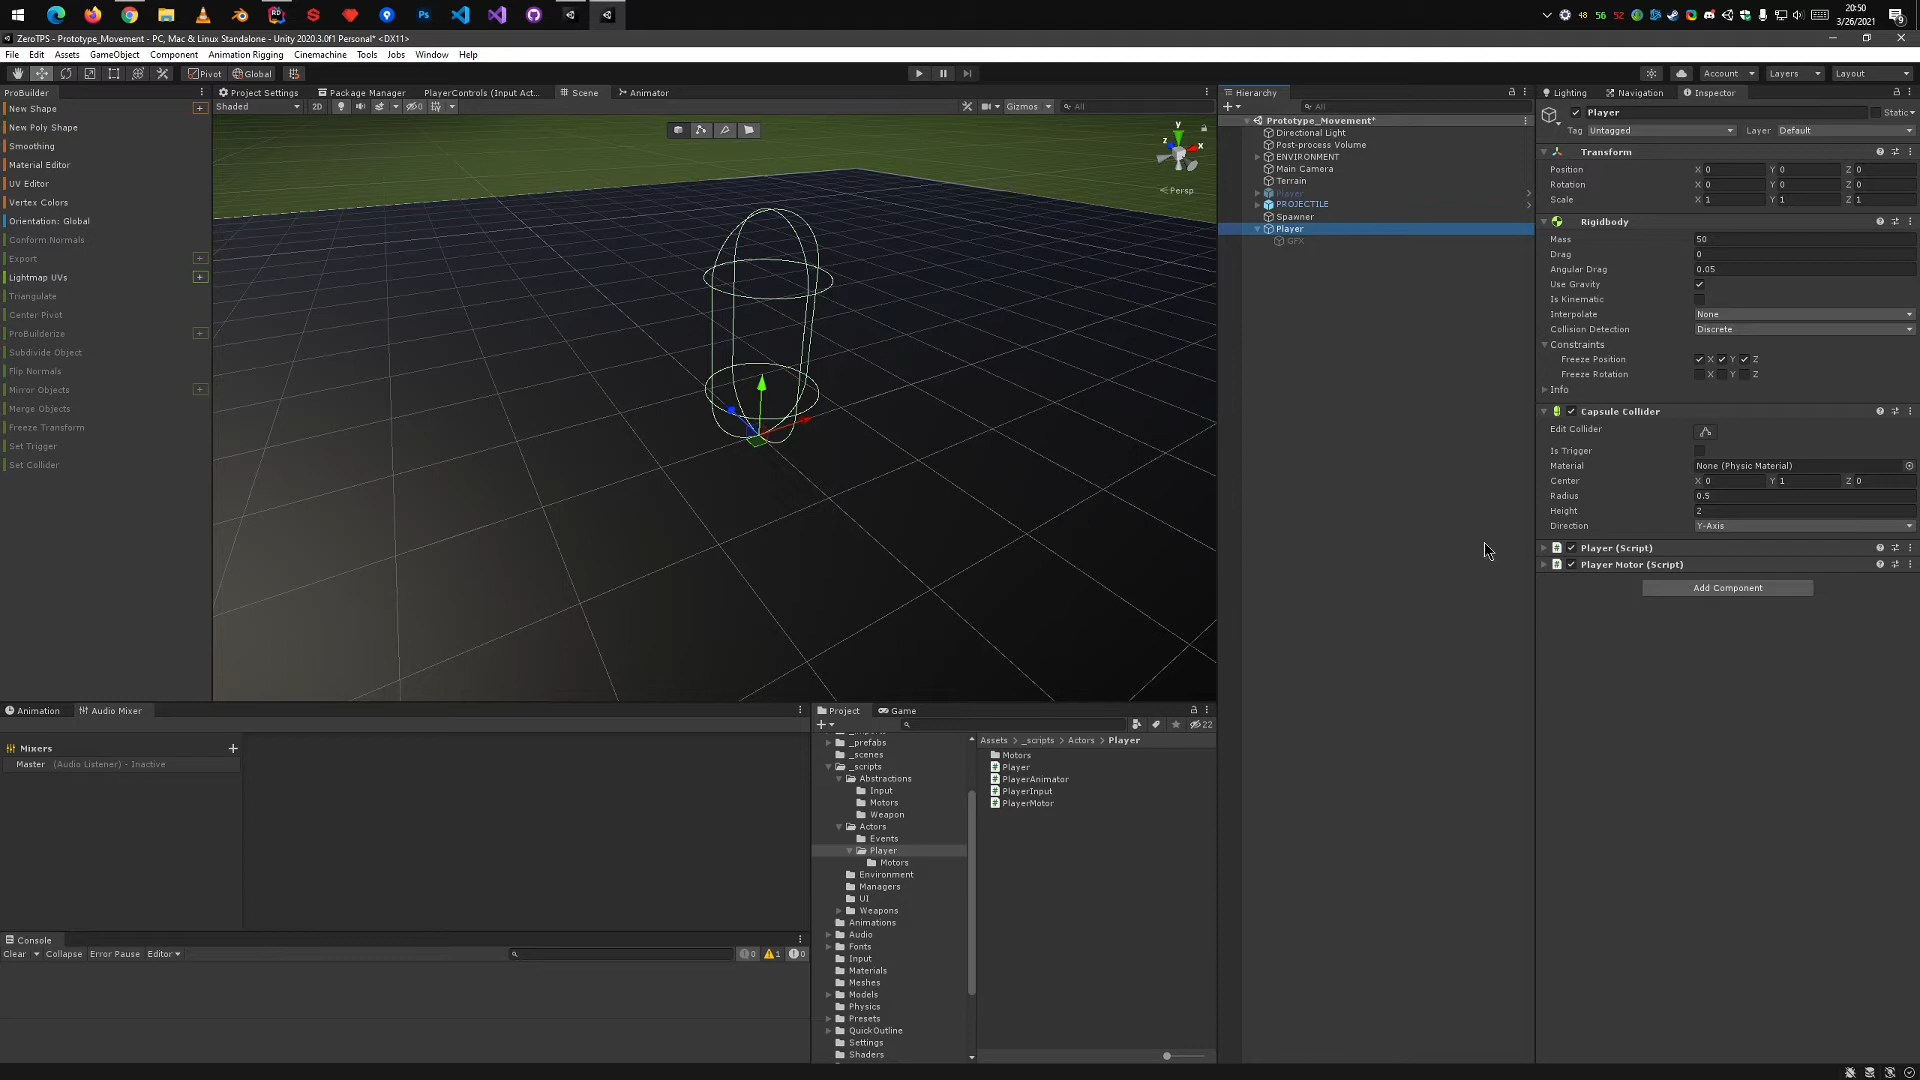 48 56 52
20:50
3/26/2021
ZeroTPS - Prototype_Movement - PC, Mac & Linux Standalone - Unity 2020.3.0f1 Personal* <DX11>
File Edit Assets GameObject Component Animation Rigging Cinemachine Tools Jobs Window Help
Pivot Global
Account Layers Layout
ProBuilder
New Shape
New Poly Shape
Smoothing
Material Editor
UV Editor
Vertex Colors
Orientation: Global
Conform Normals
Export
Lightmap UVs
Triangulate
Center Pivot
ProBuilderize
Subdivide Object
Flip Normals
Mirror Objects
Merge Objects
Freeze Transform
Set Trigger
Set Collider
Project Settings Package Manager PlayerControls (Input Act... Scene Animator
Shaded 2D 0 Gizmos All
y
x
z
Persp
Hierarchy
All
Prototype_Movement*
Directional Light
Post-process Volume
ENVIRONMENT
Main Camera
Terrain
Player
PROJECTILE
Spawner
Player
GFX
Lighting Navigation Inspector
Player Static
Tag Untagged Layer Default
Transform
Position X 0 Y 0 Z 0
Rotation X 0 Y 0 Z 0
Scale X 1 Y 1 Z 1
Rigidbody
Mass 50
Drag 0
Angular Drag 0.05
Use Gravity
Is Kinematic
Interpolate None
Collision Detection Discrete
Constraints
Freeze Position X Y Z
Freeze Rotation X Y Z
Info
Capsule Collider
Edit Collider
Is Trigger
Material None (Physic Material)
Center X 0 Y 1 Z 0
Radius 0.5
Height 2
Direction Y-Axis
Player (Script)
Player Motor (Script)
Add Component
Animation Audio Mixer
Mixers
Master (Audio Listener) - Inactive
Console
Clear Collapse Error Pause Editor 0 1 0
Project Game
22
_prefabs
_scenes
_scripts
Abstractions
Input
Motors
Weapon
Actors
Events
Player
Motors
Environment
Managers
UI
Weapons
Animations
Audio
Fonts
Input
Materials
Meshes
Models
Physics
Presets
QuickOutline
Settings
Shaders
Assets > _scripts > Actors > Player
Motors
Player
PlayerAnimator
PlayerInput
PlayerMotor